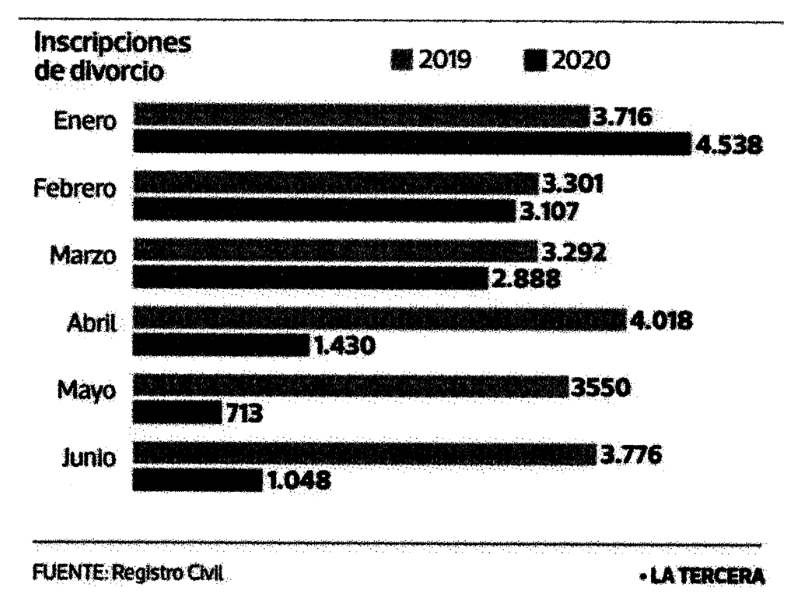 Inscripciones
de divorcio
2019 2020
Enero 3.716
4.538
Febrero 3.301
3.107
Marzo 3.292
2.888
Abril 4.018
1.430
Mayo 3550
713
Junio 3.776
1.048
FUENTE: Registro Civil • LA TERCERA